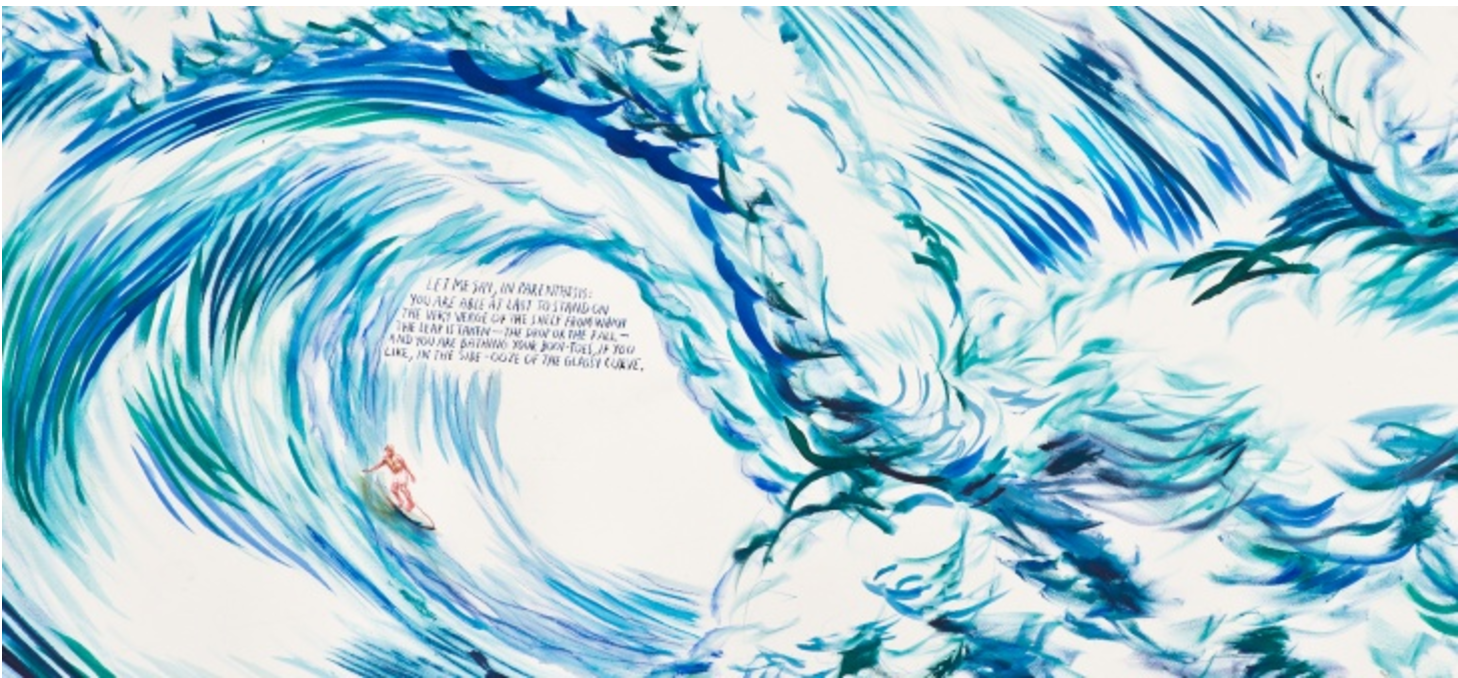 LET ME SAY, IN PARENTHESIS:
YOU ARE ABLE AT LAST TO STAND ON
THE VERY VERGE OF THE SHELF FROM WHICH
THE LEAP IS TAKEN—THE DROP OR THE FALL—
AND YOU ARE BATHING YOUR BOOT-TOES, IF YOU
LIKE, IN THE SIDE-OOZE OF THE GLASSY CURVE.